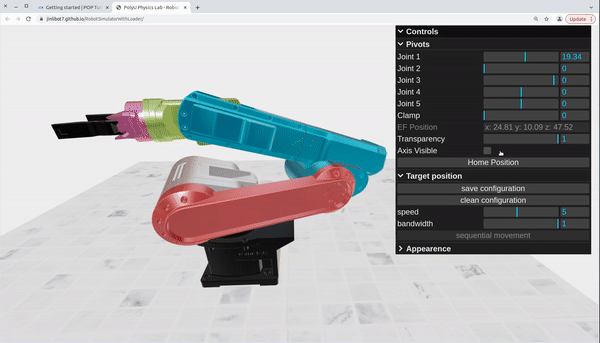 Getting started | POP Tu
PolyU Physics Lab - Robo
jinlibo17.github.io/RobotSimulatorWithLoader/
Update
Controls
Pivots
Joint 1 19.34
Joint 2 0
Joint 3 0
Joint 4 0
Joint 5 0
Clamp 0
EF Position x: 24.81 y: 10.09 z: 47.52
Transparency 1
Axis Visible
Home Position
Target position
save configuration
clean configuration
speed 5
bandwidth 1
sequential movement
Appearence